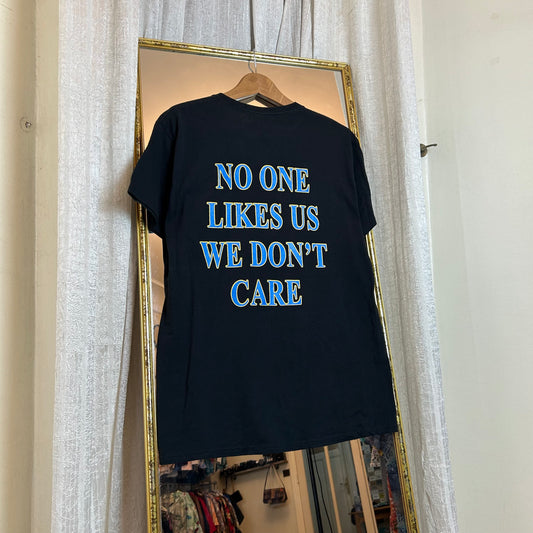 NO ONE
LIKES US
WE DON'T
CARE